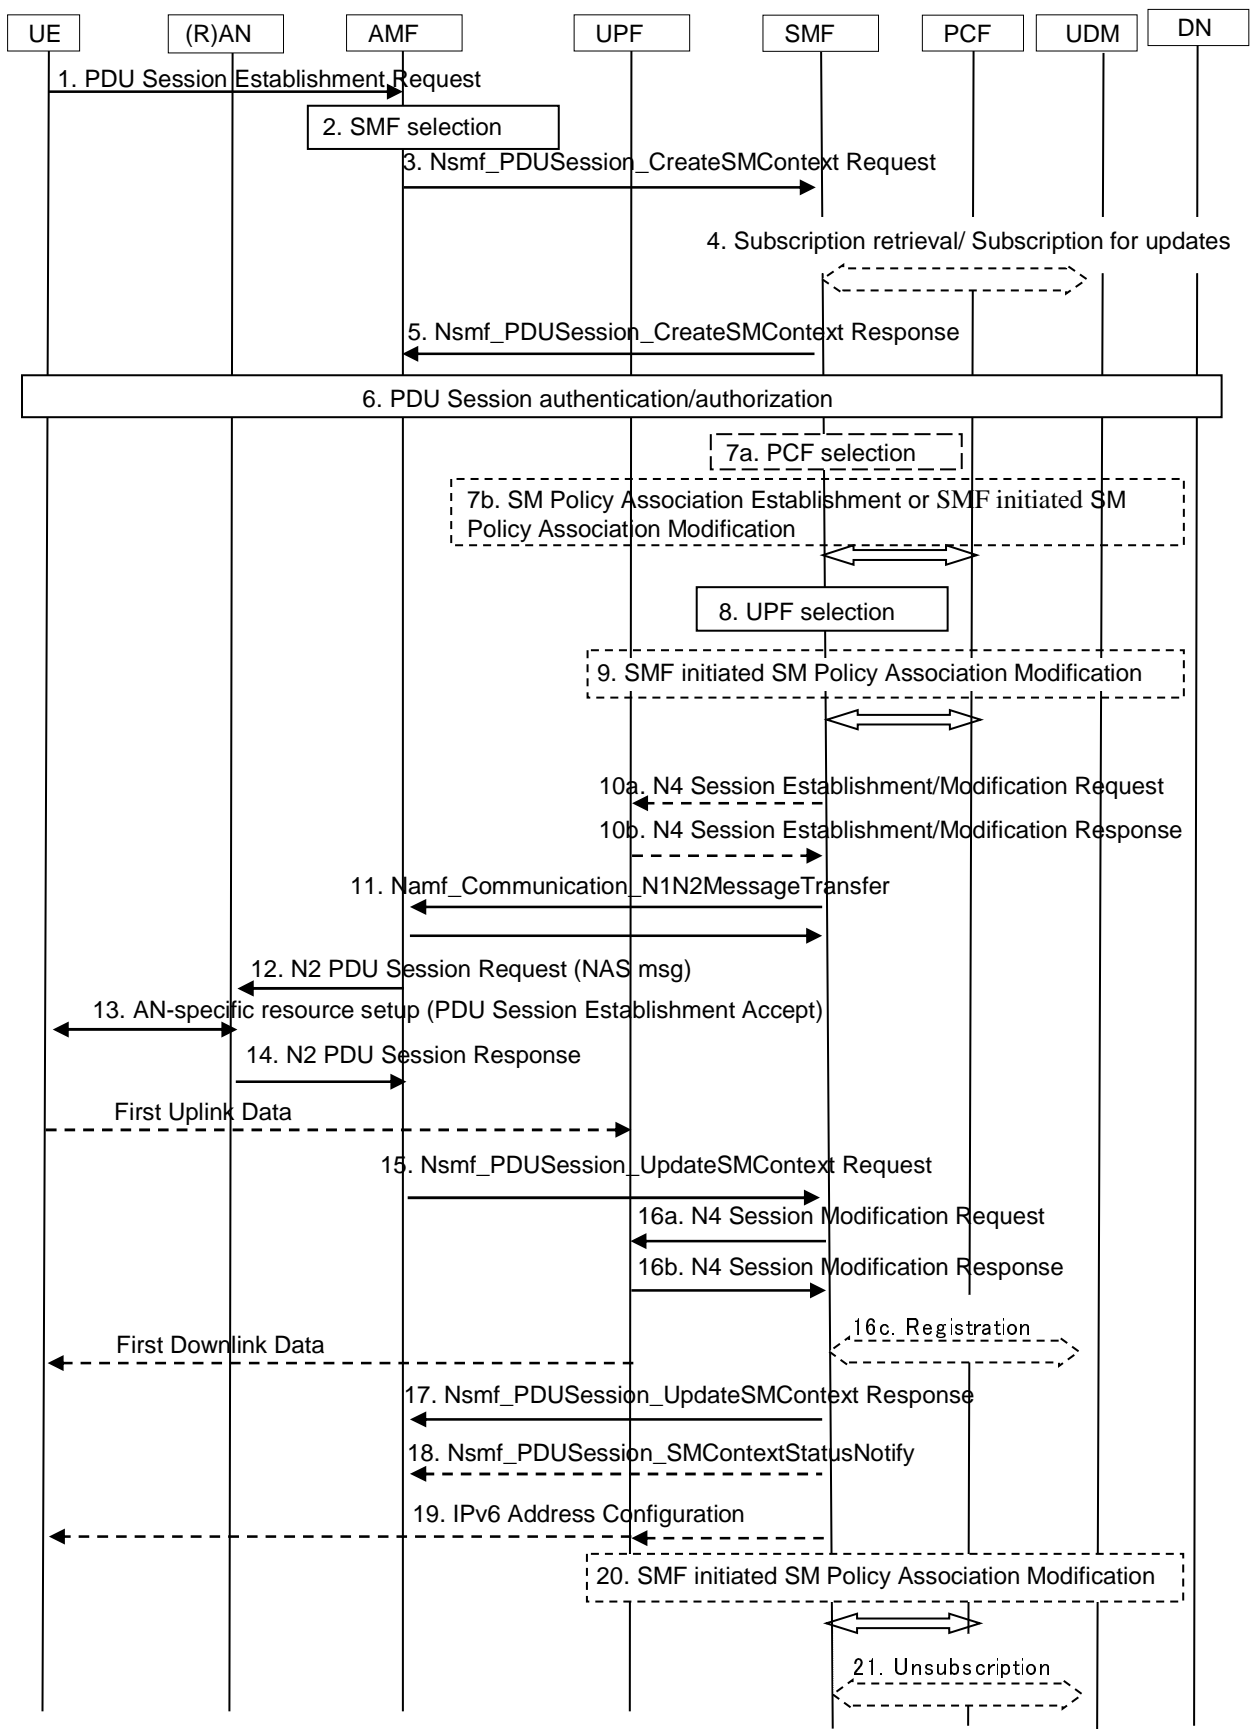 UE (R)AN AMF UPF SMF PCF UDM DN
1. PDU Session Establishment Request
2. SMF selection
3. Nsmf_PDUSession_CreateSMContext Request
4. Subscription retrieval/ Subscription for updates
5. Nsmf_PDUSession_CreateSMContext Response
6. PDU Session authentication/authorization
7a. PCF selection
7b. SM Policy Association Establishment or SMF initiated SM
Policy Association Modification
8. UPF selection
9. SMF initiated SM Policy Association Modification
10a. N4 Session Establishment/Modification Request
10b. N4 Session Establishment/Modification Response
11. Namf_Communication_N1N2MessageTransfer
12. N2 PDU Session Request (NAS msg)
13. AN-specific resource setup (PDU Session Establishment Accept)
14. N2 PDU Session Response
First Uplink Data
15. Nsmf_PDUSession_UpdateSMContext Request
16a. N4 Session Modification Request
16b. N4 Session Modification Response
16c. Registration
First Downlink Data
17. Nsmf_PDUSession_UpdateSMContext Response
18. Nsmf_PDUSession_SMContextStatusNotify
19. IPv6 Address Configuration
20. SMF initiated SM Policy Association Modification
21. Unsubscription